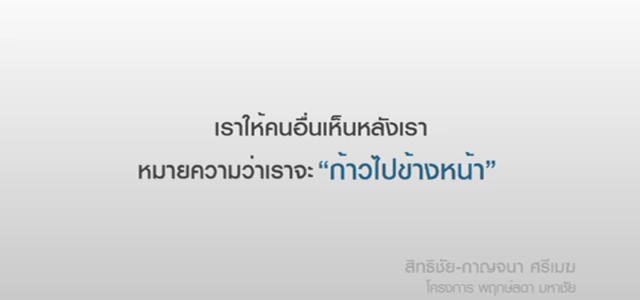 เราให้คนอื่นเห็นหลังเรา
หมายความว่าเราจะ “ก้าวไปข้างหน้า”
สิทธิชัย-กาญจนา ศรีเมฆ
โครงการ พฤกษ์ลดา มหาชัย